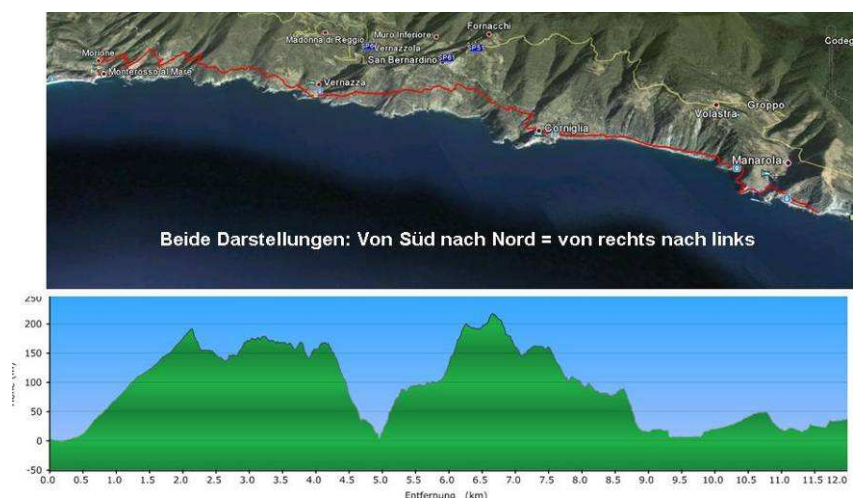 Fornacchi
Muro Inferiore
Madonna di Reggio
Codeg
Vernazzola
Morione
San Bernardino
Monterosso al Mare
Vernazza
Groppo
Volastra
Corniglia
Manarola
Beide Darstellungen: Von Süd nach Nord = von rechts nach links
250
200
150
100
50
0
-50
0.0 0.5 1.0 1.5 2.0 2.5 3.0 3.5 4.0 4.5 5.0 5.5 6.0 6.5 7.0 7.5 8.0 8.5 9.0 9.5 10.0 10.5 11.0 11.5 12.0
Entfernung (km)